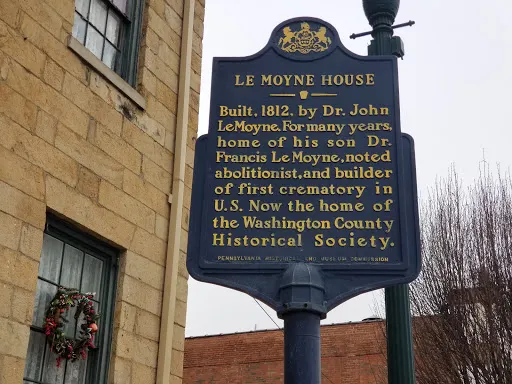 LE MOYNE HOUSE
Built, 1812, by Dr. John
LeMoyne. For many years,
home of his son Dr.
Francis LeMoyne, noted
abolitionist, and builder
of first crematory in
U.S. Now the home of
the Washington County
Historical Society.
PENNSYLVANIA HISTORICAL AND MUSEUM COMMISSION